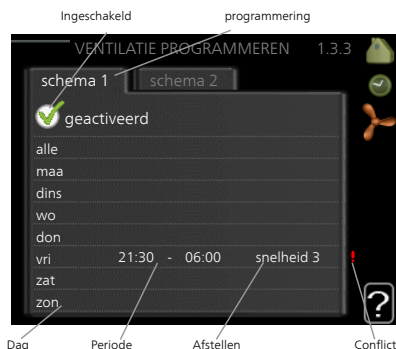 Ingeschakeld programmering
VENTILATIE PROGRAMMEREN 1.3.3
schema 1 schema 2
geactiveerd
alle
maa
dins
wo
don
vri 21:30 - 06:00 snelheid 3 !
zat
zon
?
Dag Periode Afstellen Conflict